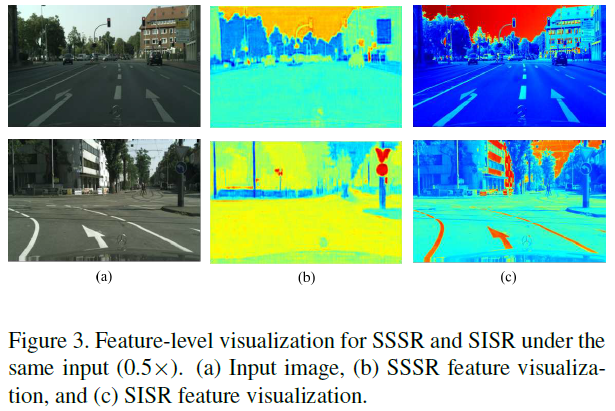 (a)
(b)
(c)
Figure 3. Feature-level visualization for SSSR and SISR under the
same input (0.5×). (a) Input image, (b) SSSR feature visualiza-
tion, and (c) SISR feature visualization.